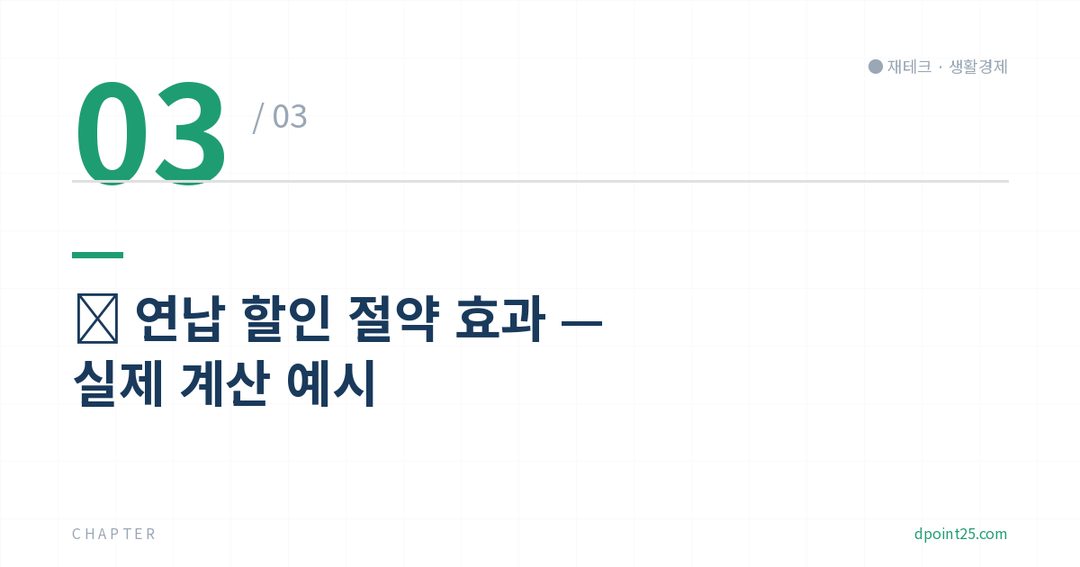 03 / 03
● 재테크 · 생활경제
연납 할인 절약 효과 —
실제 계산 예시
CHAPTER
dpoint25.com